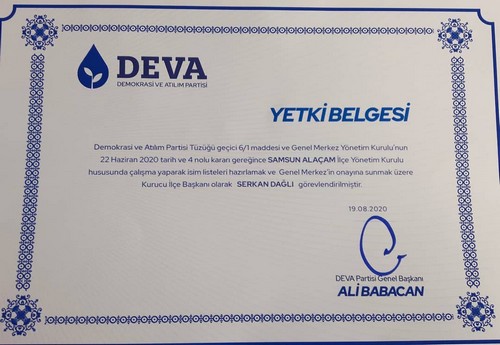 DEVA
DEMOKRASİ VE ATILIM PARTİSİ
YETKİ BELGESİ
Demokrasi ve Atılım Partisi Tüzüğü geçici 6/1 maddesi ve Genel Merkez Yönetim Kurulu'nun
22 Haziran 2020 tarih ve 4 nolu kararı gereğince SAMSUN ALAÇAM İlçe Yönetim Kurulu
hususunda çalışma yaparak isim listeleri hazırlamak ve Genel Merkez'in onayına sunmak üzere
Kurucu İlçe Başkanı olarak SERKAN DAĞLI görevlendirilmiştir.
19.08.2020
DEVA Partisi Genel Başkanı
ALİ BABACAN